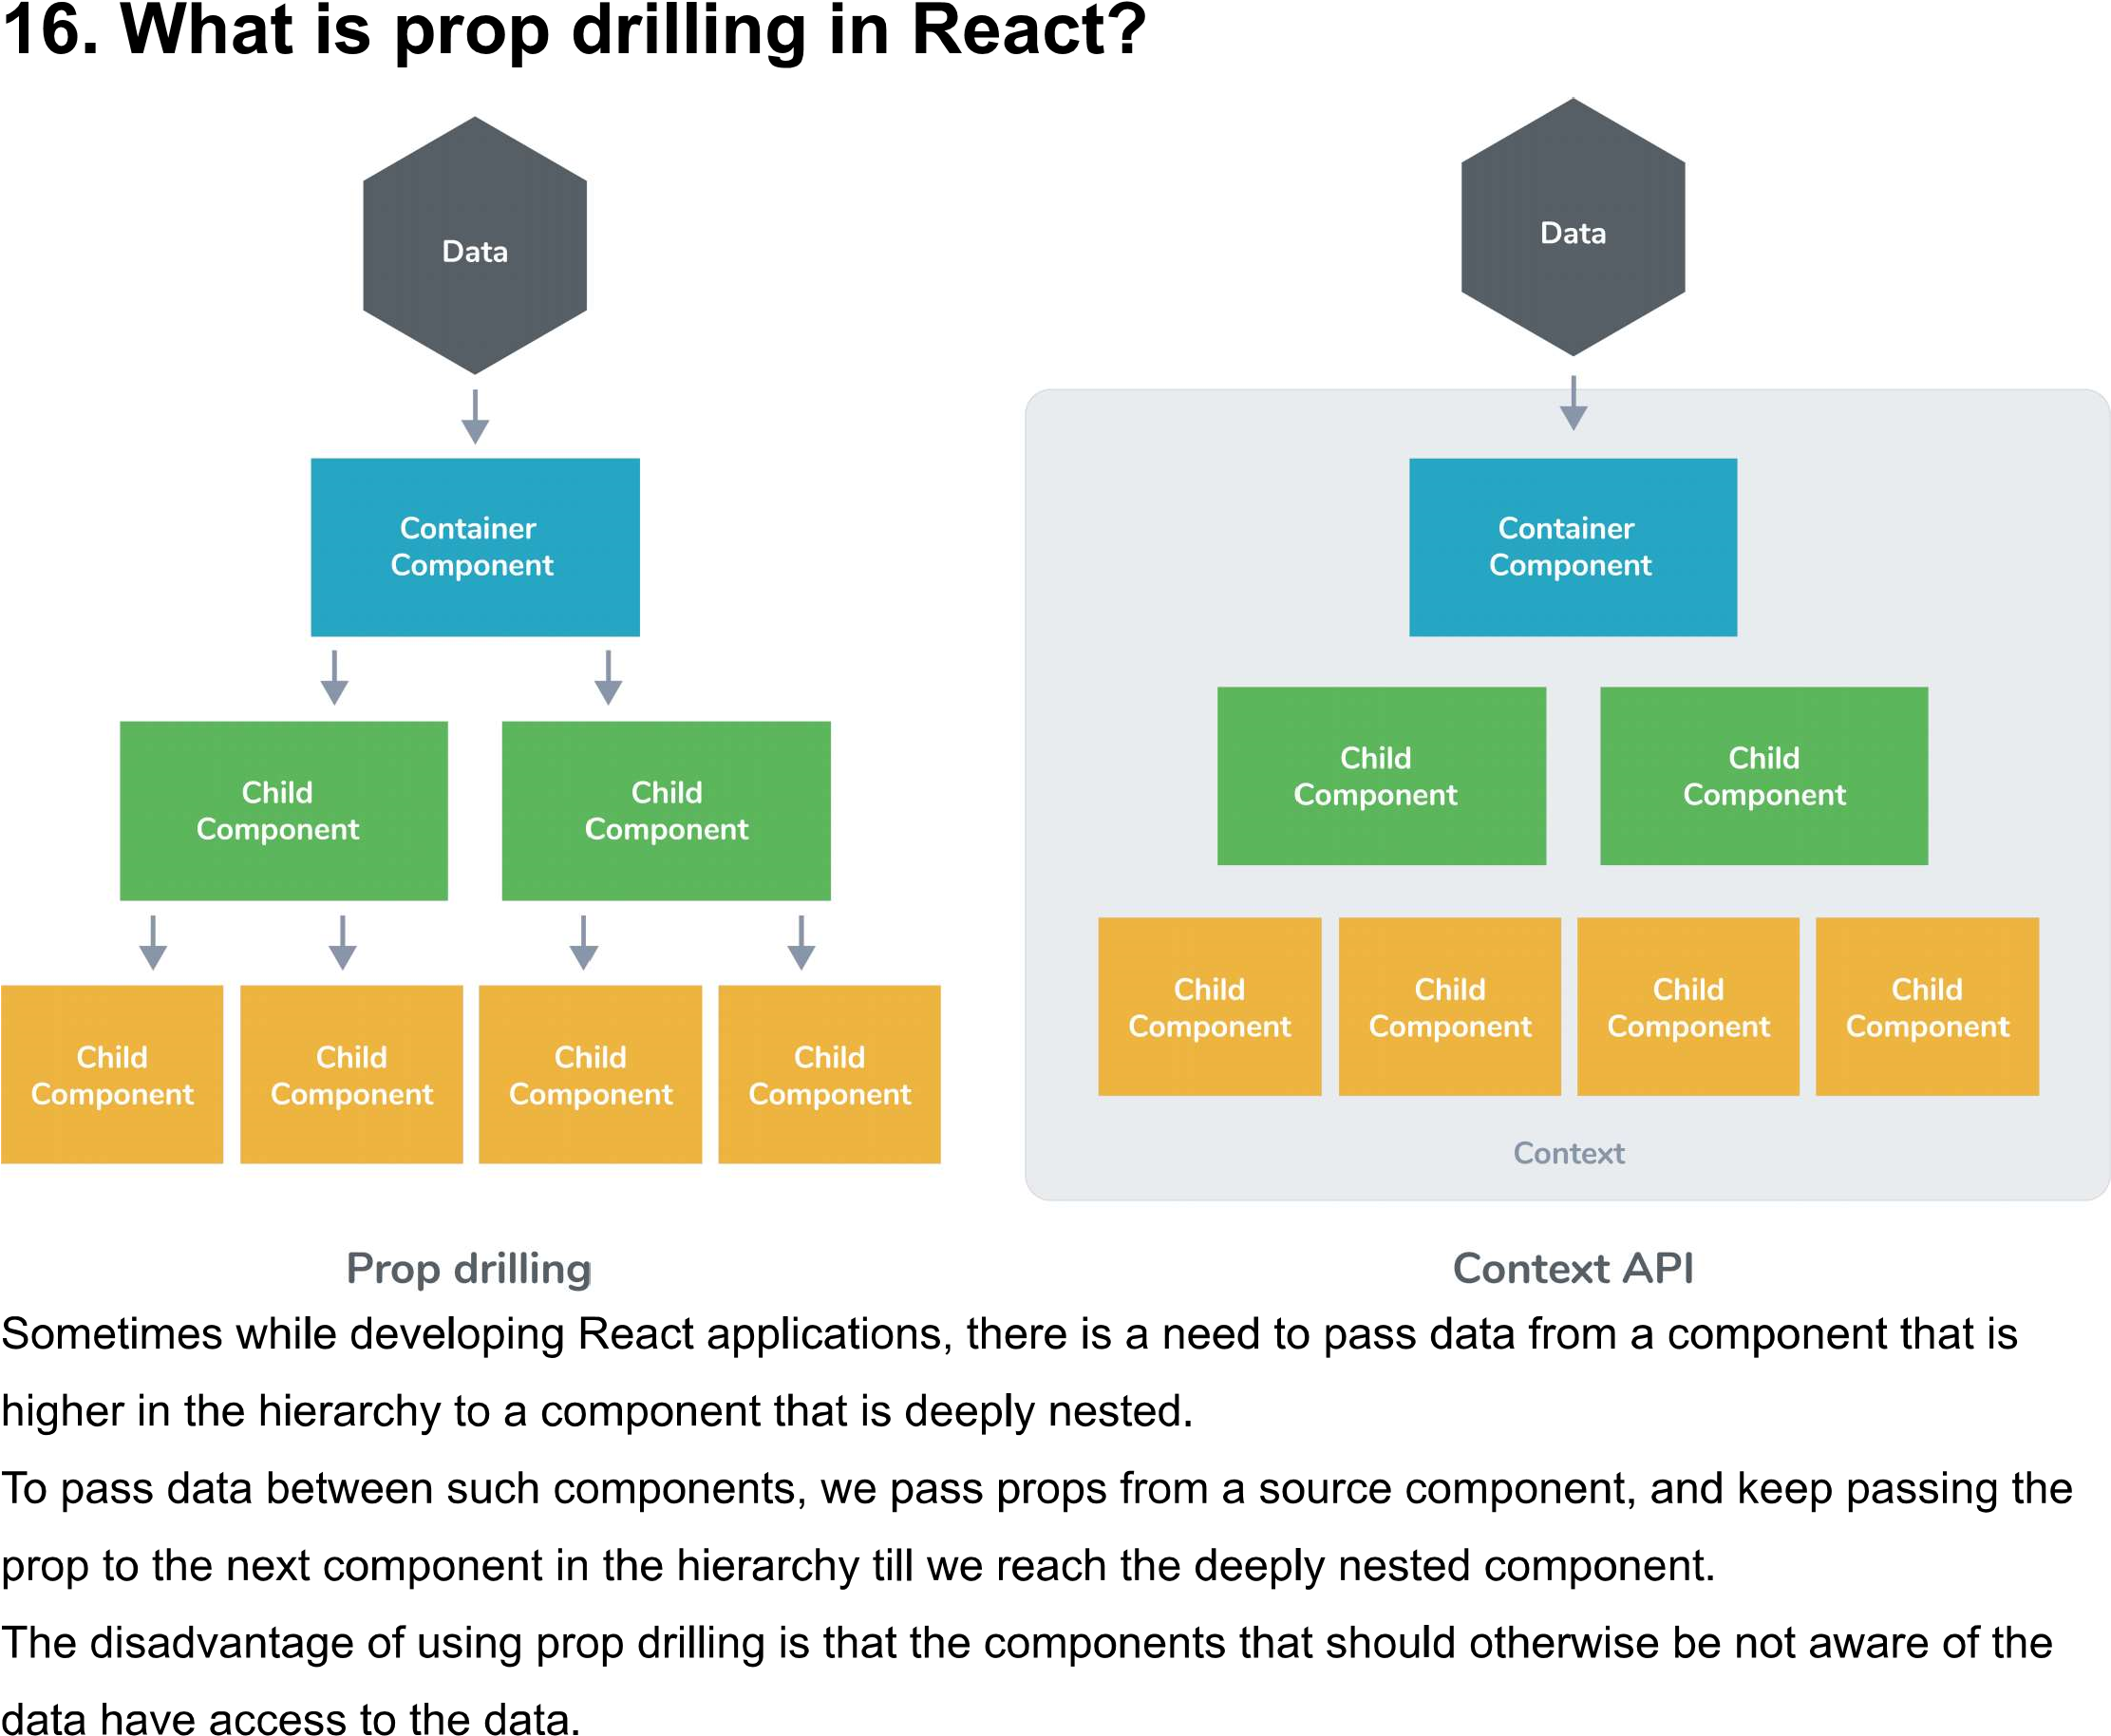 16. What is prop drilling in React?
Data
Container
Component
Child
Component
Child
Component
Child
Component
Child
Component
Child
Component
Child
Component
Prop drilling
Data
Container
Component
Child
Component
Child
Component
Child
Component
Child
Component
Child
Component
Child
Component
Context
Context API
Sometimes while developing React applications, there is a need to pass data from a component that is
higher in the hierarchy to a component that is deeply nested.
To pass data between such components, we pass props from a source component, and keep passing the
prop to the next component in the hierarchy till we reach the deeply nested component.
The disadvantage of using prop drilling is that the components that should otherwise be not aware of the
data have access to the data.